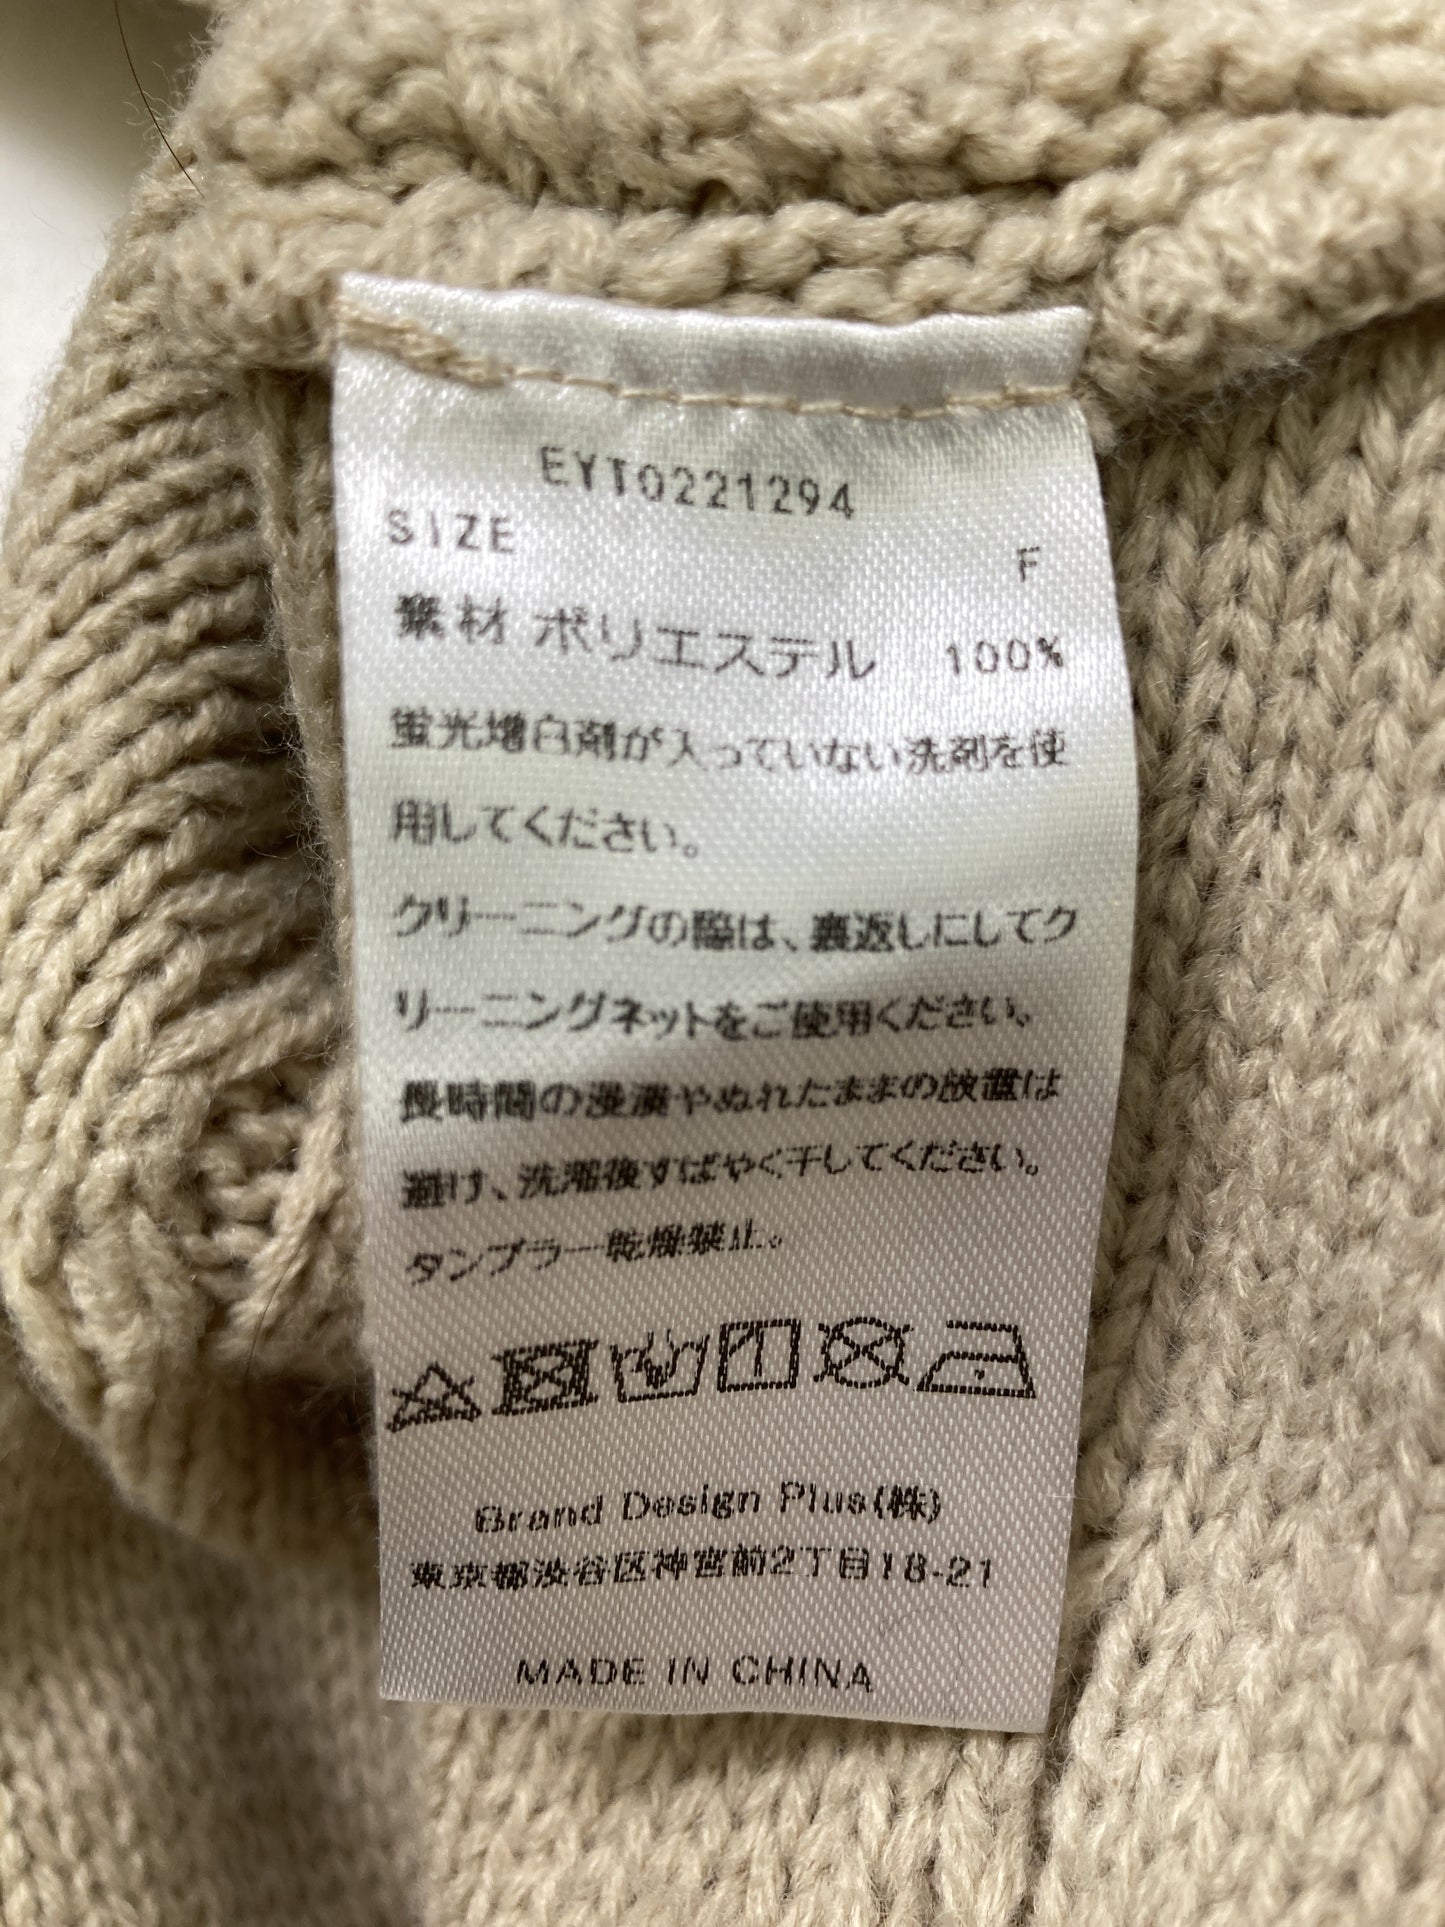 EYT0221294
SIZE F
素材 ポリエステル 100%
蛍光増白剤が入っていない洗剤を使
用してください。
クリーニングの際は、裏返しにしてク
リーニングネットをご使用ください。
長時間の浸漬やぬれたままの放置は
避け、洗濯後すばやく干してください。
タンブラー乾燥禁止。
Brand Design Plus(株)
東京都渋谷区神宮前2丁目18-21
MADE IN CHINA